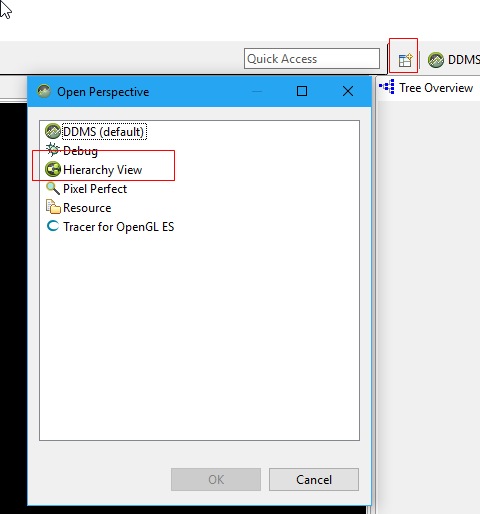 Quick Access
DDMS
Open Perspective
Tree Overview
DDMS (default)
Debug
Hierarchy View
Pixel Perfect
Resource
Tracer for OpenGL ES
OK
Cancel